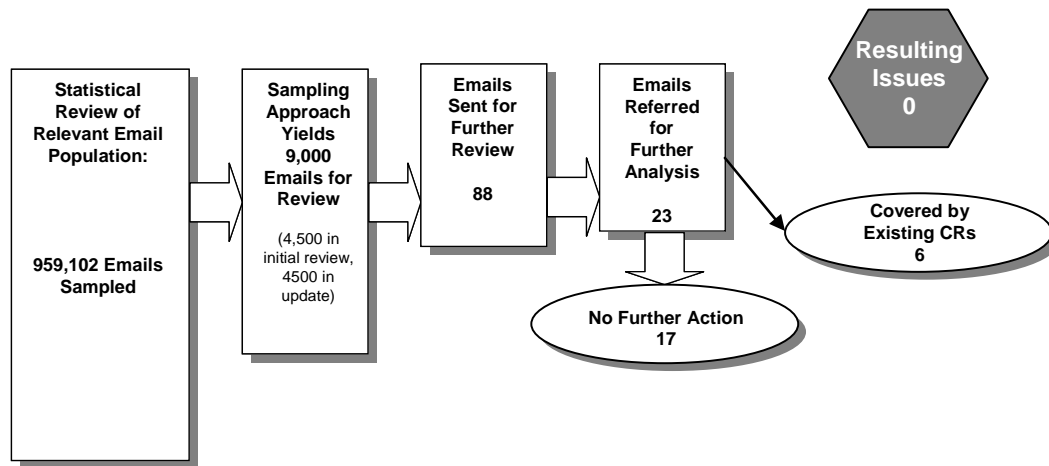 Statistical
Review of
Relevant Email
Population:
959,102 Emails
Sampled
Sampling
Approach
Yields
9,000
Emails for
Review
(4,500 in
initial review,
4500 in
update)
Emails
Sent for
Further
Review
88
Emails
Referred
for
Further
Analysis
23
No Further Action
17
Resulting
Issues
0
Covered by
Existing CRs
6